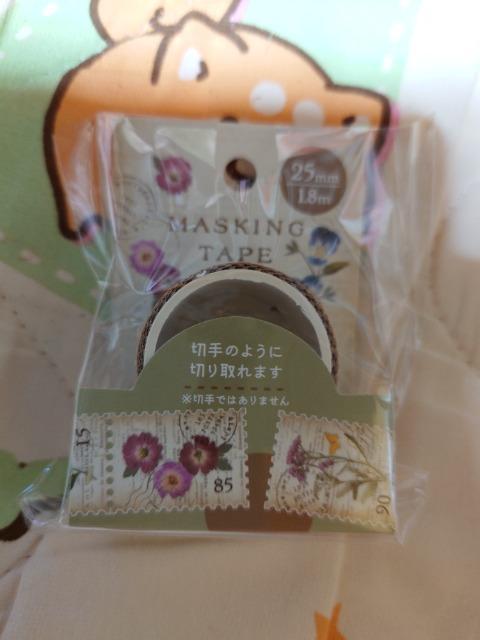 25mm
1.8m
MASKING
TAPE
切手のように
切り取れます
※切手ではありません
15
85
90